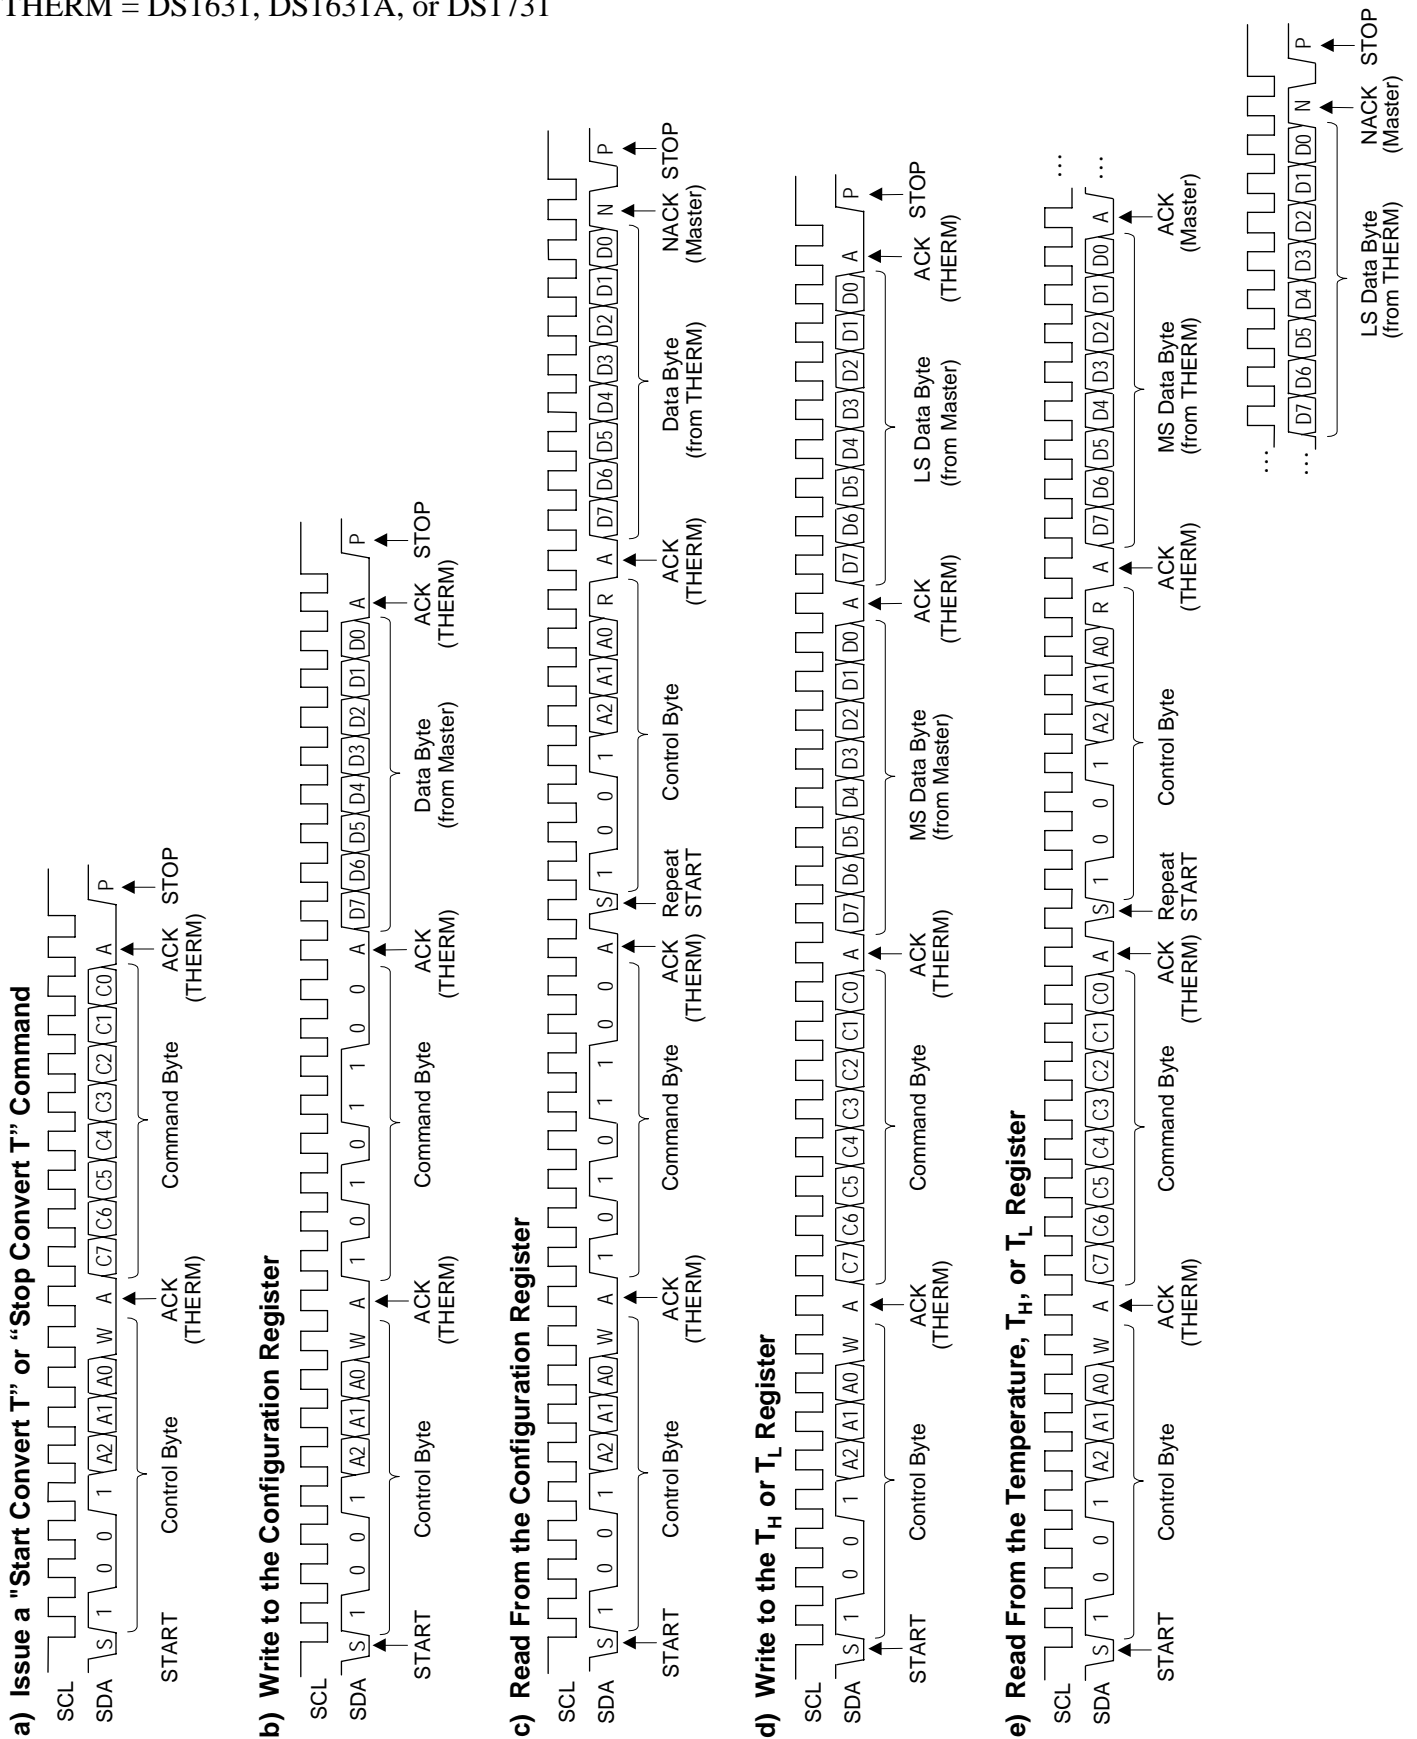 THERM = DS1631, DS1631A, or DS1731
a) Issue a "Start Convert T” or “Stop Convert T” Command
SCL
SDA S 1 0 0 1 A2 A1 A0 W A C7 C6 C5 C4 C3 C2 C1 C0 A P
START Control Byte ACK (THERM) Command Byte ACK (THERM) STOP
b) Write to the Configuration Register
SCL
SDA S 1 0 0 1 A2 A1 A0 W A 1 0 1 0 1 1 0 0 A D7 D6 D5 D4 D3 D2 D1 D0 A P
START Control Byte ACK (THERM) Command Byte ACK (THERM) Data Byte (from Master) ACK (THERM) STOP
c) Read From the Configuration Register
SCL
SDA S 1 0 0 1 A2 A1 A0 W A 1 0 1 0 1 1 0 0 A S 1 0 0 1 A2 A1 A0 R A D7 D6 D5 D4 D3 D2 D1 D0 N P
START Control Byte ACK (THERM) Command Byte ACK (THERM) Repeat START Control Byte ACK (THERM) Data Byte (from THERM) NACK (Master) STOP
d) Write to the TH or TL Register
SCL
SDA S 1 0 0 1 A2 A1 A0 W A C7 C6 C5 C4 C3 C2 C1 C0 A D7 D6 D5 D4 D3 D2 D1 D0 A D7 D6 D5 D4 D3 D2 D1 D0 A P
START Control Byte ACK (THERM) Command Byte ACK (THERM) MS Data Byte (from Master) ACK (THERM) LS Data Byte (from Master) ACK (THERM) STOP
e) Read From the Temperature, TH, or TL Register
SCL ...
SDA S 1 0 0 1 A2 A1 A0 W A C7 C6 C5 C4 C3 C2 C1 C0 A S 1 0 0 1 A2 A1 A0 R A D7 D6 D5 D4 D3 D2 D1 D0 A ...
START Control Byte ACK (THERM) Command Byte ACK (THERM) Repeat START Control Byte ACK (THERM) MS Data Byte (from THERM) ACK (Master)
...
... D7 D6 D5 D4 D3 D2 D1 D0 N P
LS Data Byte (from THERM) NACK (Master) STOP